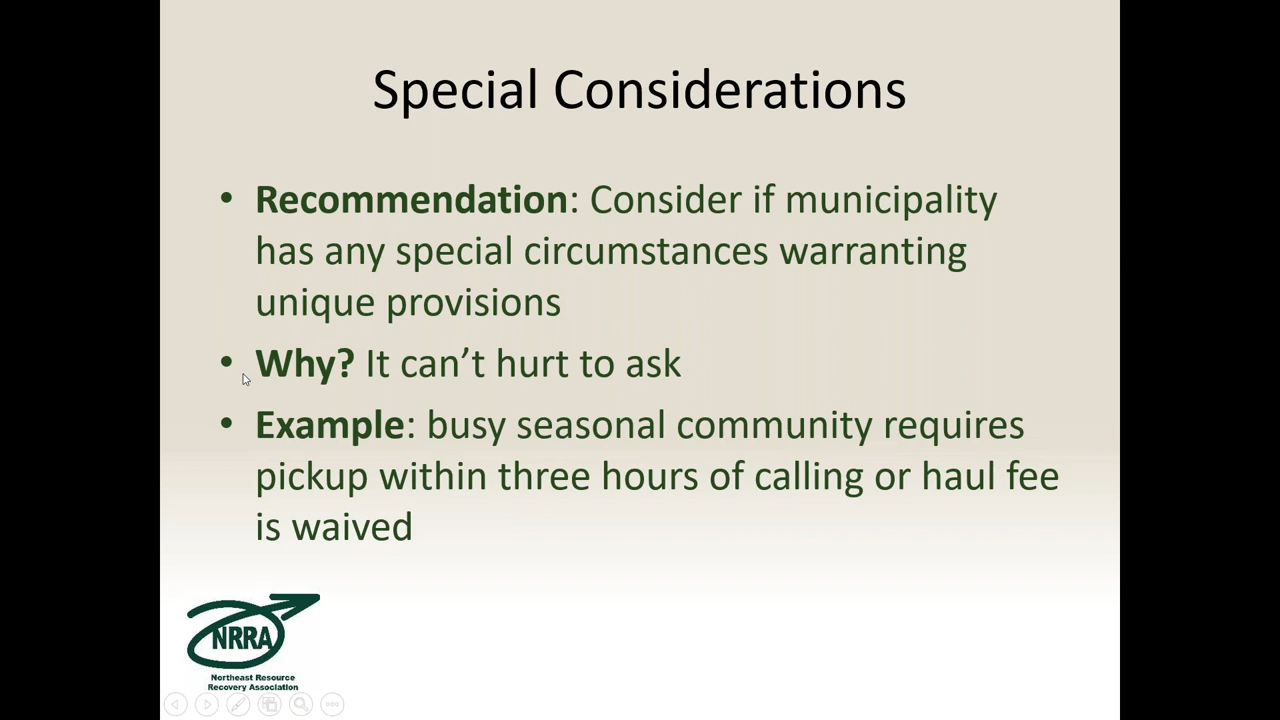 Special Considerations
• Recommendation: Consider if municipality
has any special circumstances warranting
unique provisions
• Why? It can’t hurt to ask
• Example: busy seasonal community requires
pickup within three hours of calling or haul fee
is waived
NRRA
Northeast Resource
Recovery Association